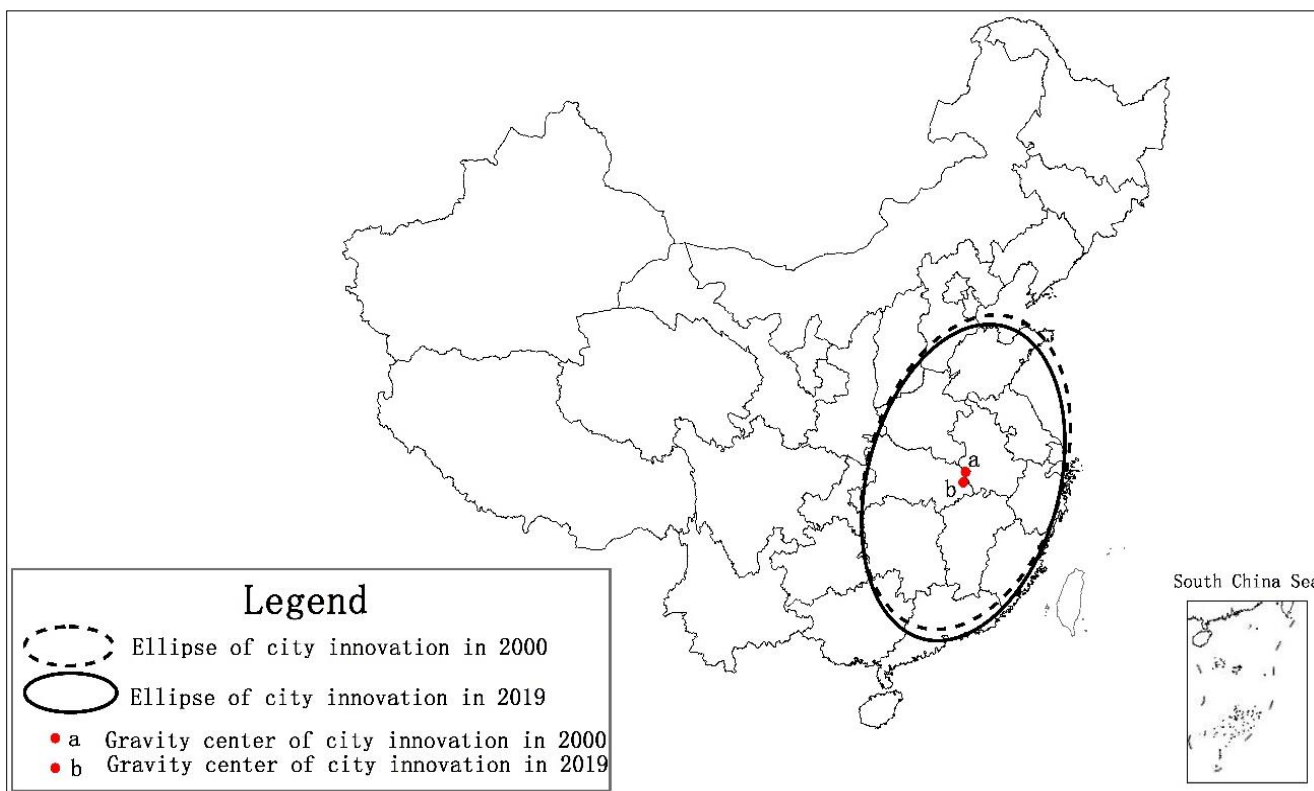 a
b
South China Sea
Legend
Ellipse of city innovation in 2000
Ellipse of city innovation in 2019
a Gravity center of city innovation in 2000
b Gravity center of city innovation in 2019